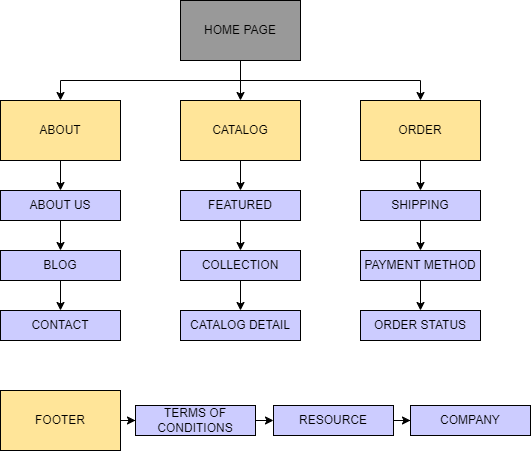 HOME PAGE
ABOUT
CATALOG
ORDER
ABOUT US
FEATURED
SHIPPING
BLOG
COLLECTION
PAYMENT METHOD
CONTACT
CATALOG DETAIL
ORDER STATUS
FOOTER
TERMS OF
CONDITIONS
RESOURCE
COMPANY